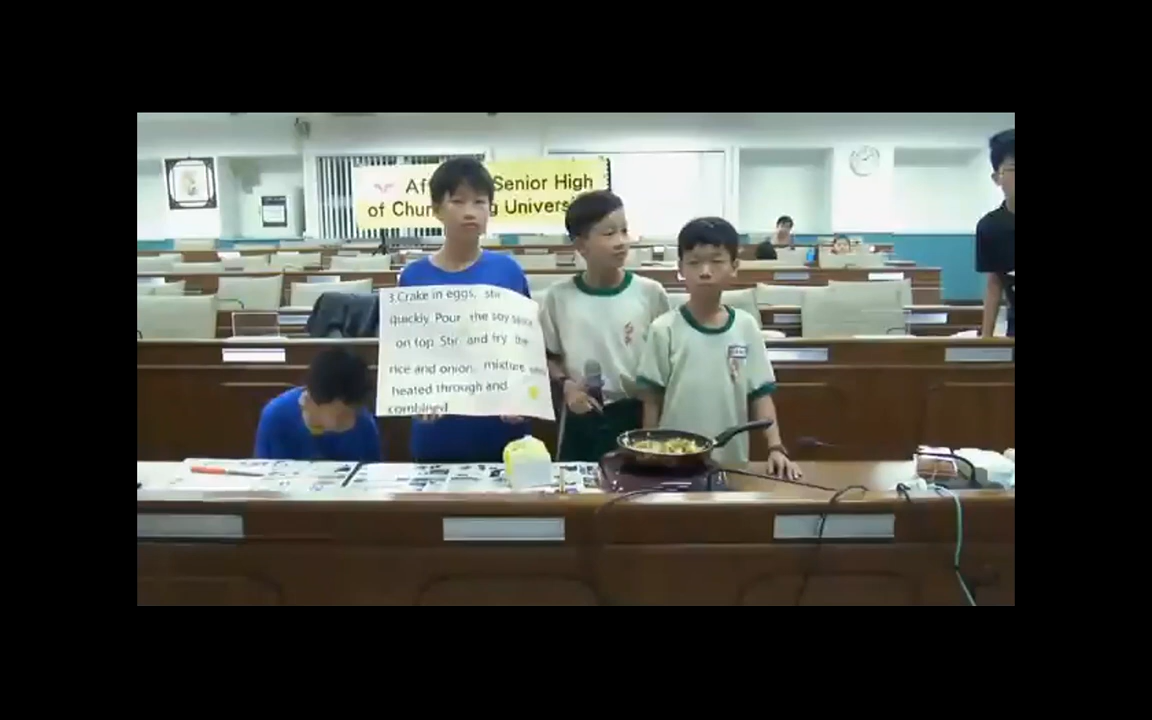 Af Senior High
of Chun g Universi
3.Crake in eggs, stir
quickly. Pour the soy sauce
on top. Stir and fry the
rice and onion, mixture
heated through and
combined